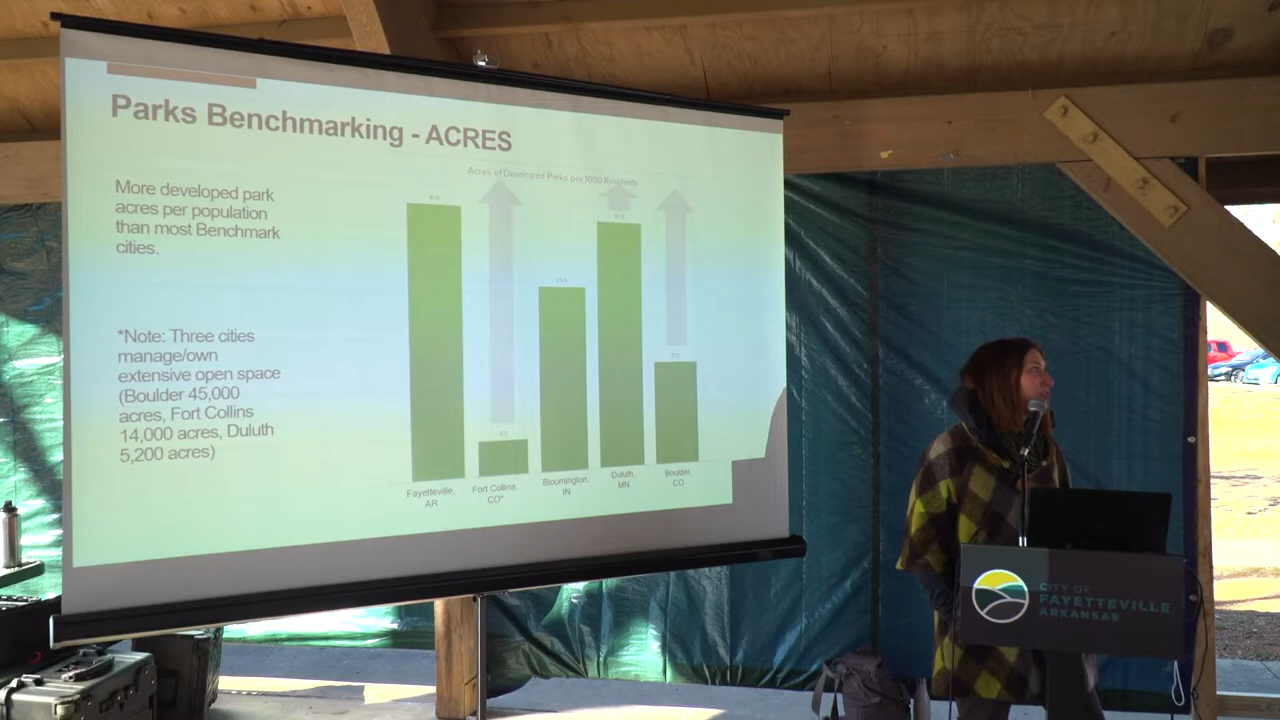 Parks Benchmarking - ACRES
More developed park
acres per population
than most Benchmark
cities.
*Note: Three cities
manage/own
extensive open space
(Boulder 45,000
acres, Fort Collins
14,000 acres, Duluth
5,200 acres)
Acres of Developed Parks per 1000 Residents
Fayetteville,
AR
Fort Collins,
CO*
Bloomington,
IN
Duluth,
MN
Boulder,
CO
CITY OF
FAYETTEVILLE
ARKANSAS